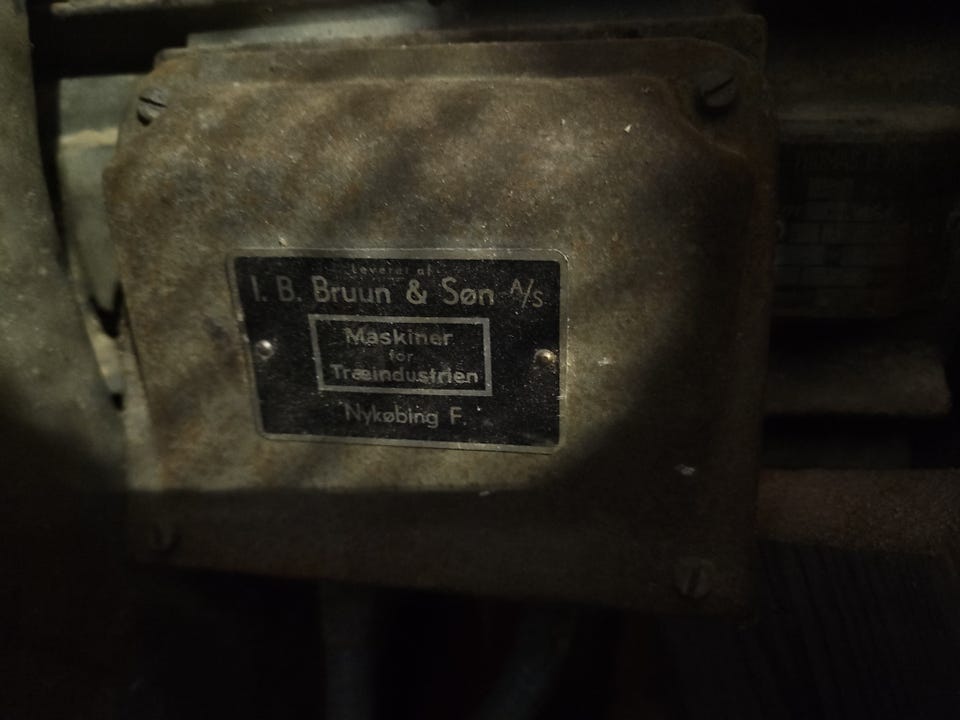 Leveret af
I. B. Bruun & Søn A/S
Maskiner
for
Træindustrien
Nykøbing F.